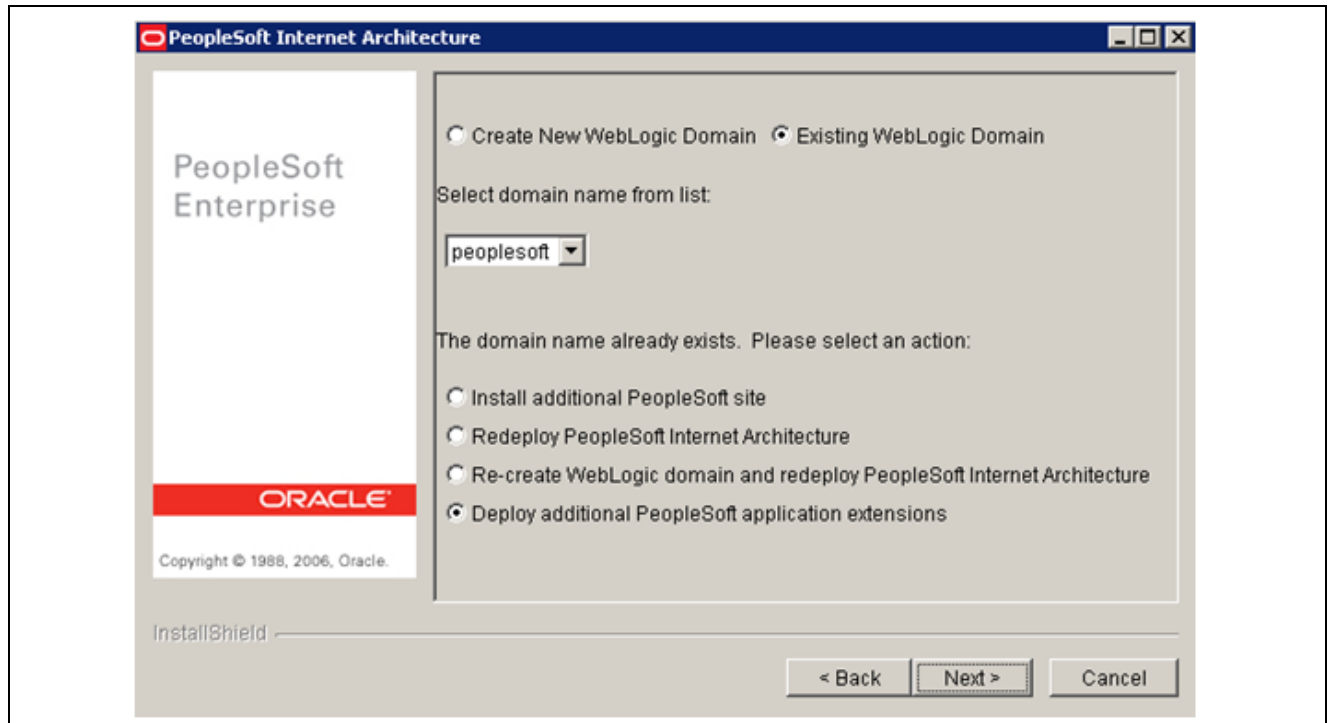 PeopleSoft Internet Architecture
PeopleSoft
Enterprise
ORACLE
Copyright © 1988, 2006, Oracle.
Create New WebLogic Domain Existing WebLogic Domain
Select domain name from list:
peoplesoft
The domain name already exists. Please select an action:
Install additional PeopleSoft site
Redeploy PeopleSoft Internet Architecture
Re-create WebLogic domain and redeploy PeopleSoft Internet Architecture
Deploy additional PeopleSoft application extensions
InstallShield
< Back Next > Cancel